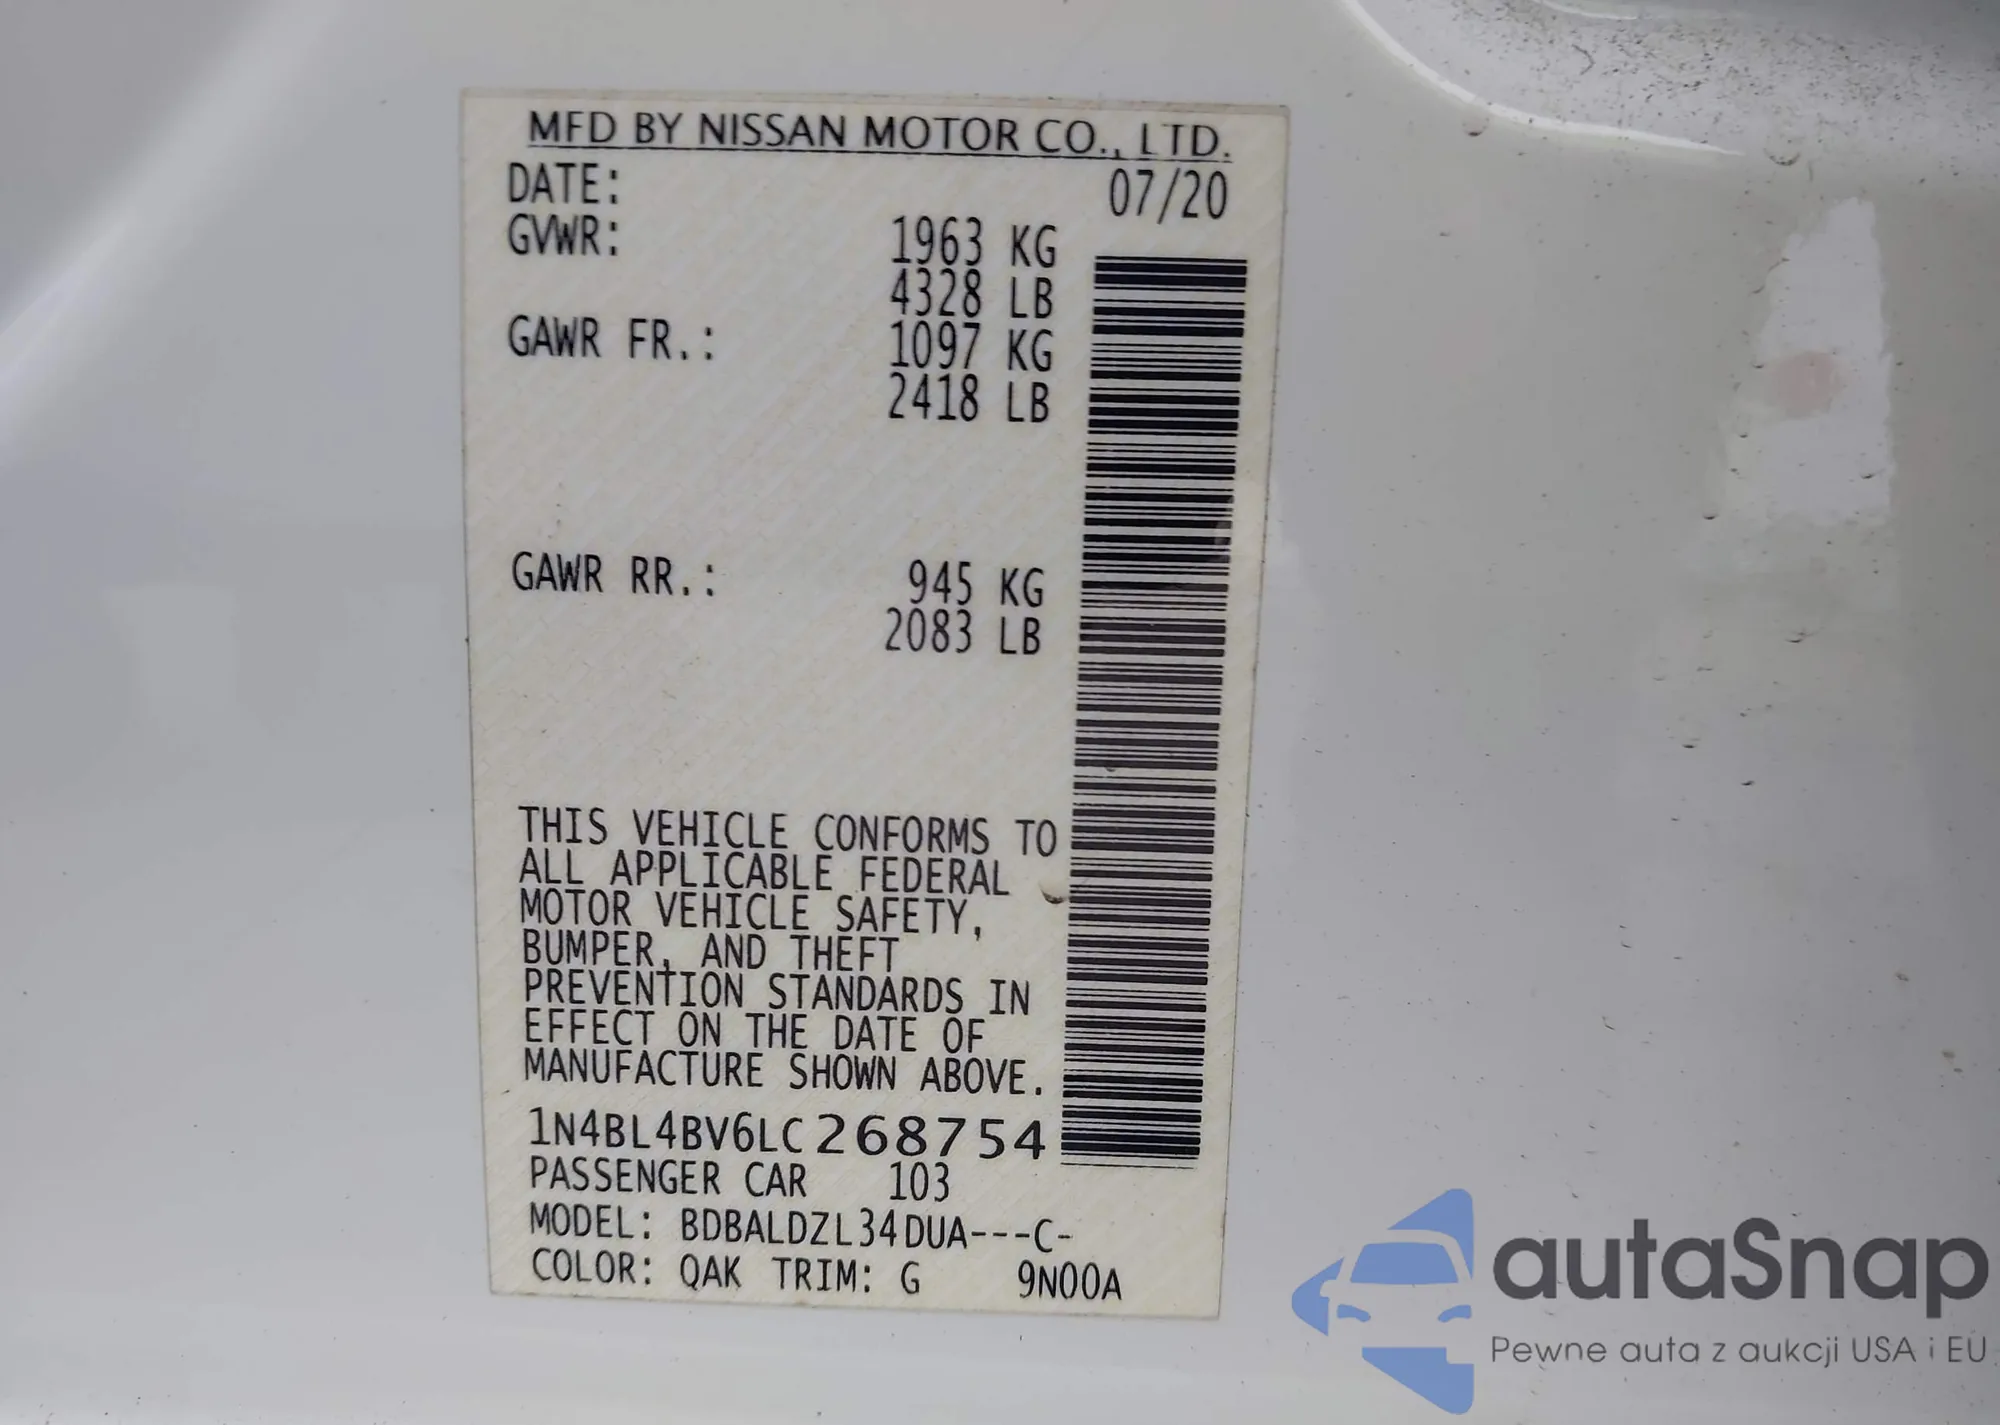 MFD BY NISSAN MOTOR CO., LTD.
DATE: 07/20
GVWR: 1963 KG
4328 LB
GAWR FR.: 1097 KG
2418 LB
GAWR RR.: 945 KG
2083 LB
THIS VEHICLE CONFORMS TO
ALL APPLICABLE FEDERAL
MOTOR VEHICLE SAFETY,
BUMPER, AND THEFT
PREVENTION STANDARDS IN
EFFECT ON THE DATE OF
MANUFACTURE SHOWN ABOVE.
1N4BL4BV6LC268754
PASSENGER CAR 103
MODEL: BDBALDZL34DUA---C-
COLOR: QAK TRIM: G 9N00A
autaSnap
Pewne auta z aukcji USA i EU